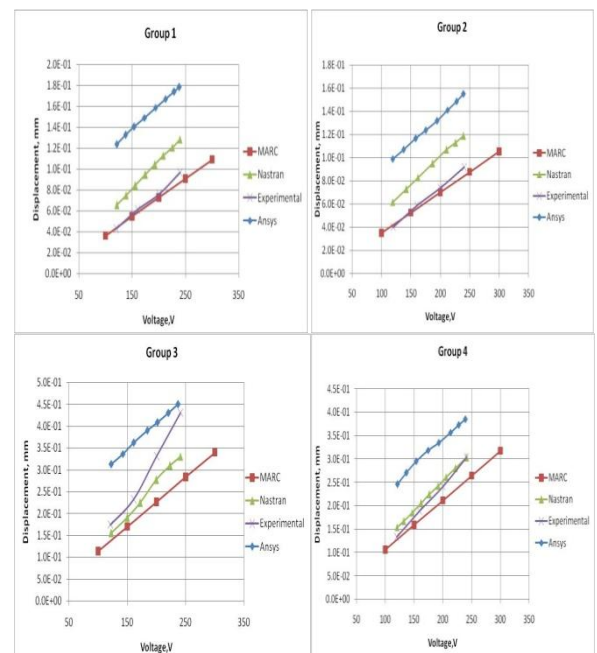 Group 1
Displacement, mm
2.0E-01
1.8E-01
1.6E-01
1.4E-01
1.2E-01
1.0E-01
8.0E-02
6.0E-02
4.0E-02
2.0E-02
0.0E+00
50 150 250 350
Voltage,V
MARC
Nastran
Experimental
Ansys
Group 2
Displacement, mm
1.8E-01
1.6E-01
1.4E-01
1.2E-01
1.0E-01
8.0E-02
6.0E-02
4.0E-02
2.0E-02
0.0E+00
50 100 150 200 250 300 350
Voltage,V
MARC
Nastran
Experimental
Ansys
Group 3
Displacement, mm
5.0E-01
4.5E-01
4.0E-01
3.5E-01
3.0E-01
2.5E-01
2.0E-01
1.5E-01
1.0E-01
5.0E-02
0.0E+00
50 150 250 350
Voltage,V
MARC
Nastran
Experimental
Ansys
Group 4
Displacement, mm
4.5E-01
4.0E-01
3.5E-01
3.0E-01
2.5E-01
2.0E-01
1.5E-01
1.0E-01
5.0E-02
0.0E+00
50 100 150 200 250 300 350
Voltage,V
MARC
Nastran
Experimental
Ansys